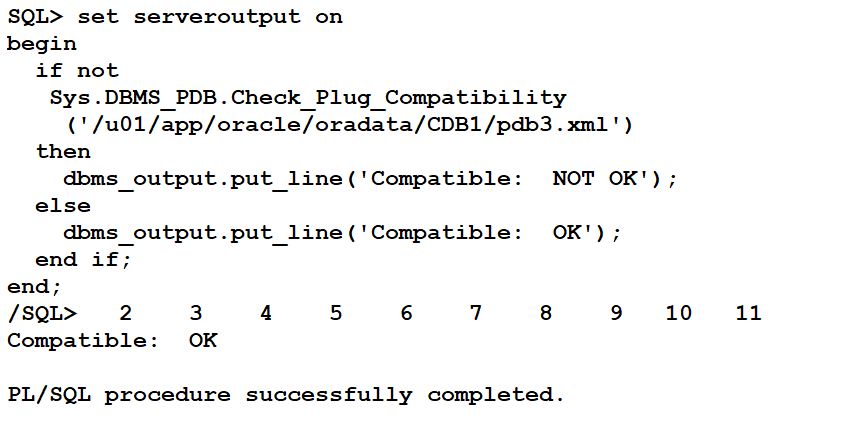 SQL> set serveroutput on
begin
  if not
   Sys.DBMS_PDB.Check_Plug_Compatibility
    ('/u01/app/oracle/oradata/CDB1/pdb3.xml')
  then
    dbms_output.put_line('Compatible:  NOT OK');
  else
    dbms_output.put_line('Compatible:  OK');
  end if;
end;
/SQL>   2    3    4    5    6    7    8    9   10   11
Compatible:  OK

PL/SQL procedure successfully completed.